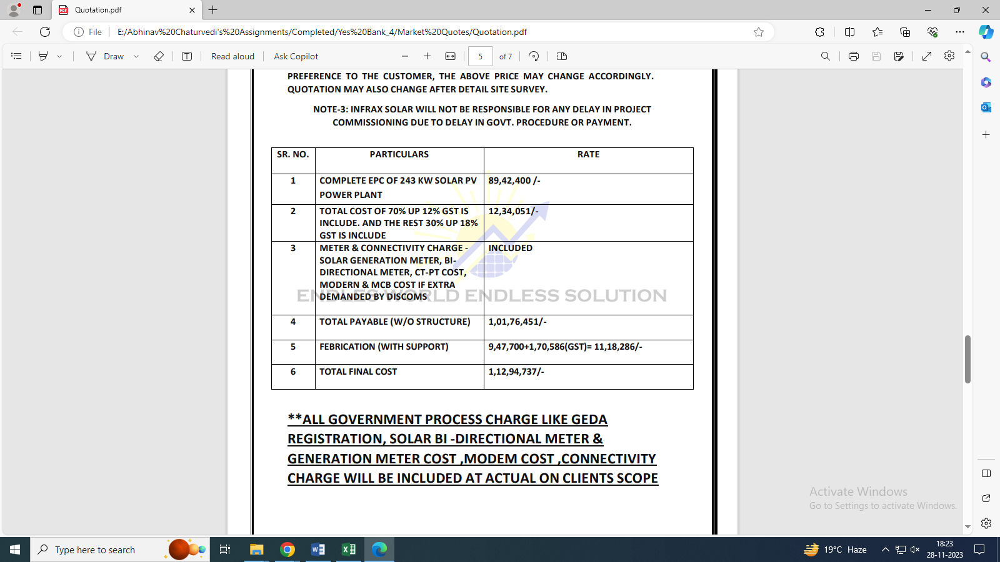 Quotation.pdf
File
E:/Abhinav%20Chaturvedi's%20Assignments/Completed/Yes%20Bank_4/Market%20Quotes/Quotation.pdf
Draw
Read aloud
Ask Copilot
5
of 7
PREFERENCE TO THE CUSTOMER, THE ABOVE PRICE MAY CHANGE ACCORDINGLY.
QUOTATION MAY ALSO CHANGE AFTER DETAIL SITE SURVEY.
NOTE-3: INFRAX SOLAR WILL NOT BE RESPONSIBLE FOR ANY DELAY IN PROJECT
COMMISSIONING DUE TO DELAY IN GOVT. PROCEDURE OR PAYMENT.
SR. NO. PARTICULARS RATE
1 COMPLETE EPC OF 243 KW SOLAR PV 89,42,400 /-
POWER PLANT
2 TOTAL COST OF 70% UP 12% GST IS 12,34,051/-
INCLUDE. AND THE REST 30% UP 18%
GST IS INCLUDE
3 METER & CONNECTIVITY CHARGE - INCLUDED
SOLAR GENERATION METER, BI-
DIRECTIONAL METER, CT-PT COST,
MODERN & MCB COST IF EXTRA
DEMANDED BY DISCOMS
ENDLES WORLD ENDLESS SOLUTION
4 TOTAL PAYABLE (W/O STRUCTURE) 1,01,76,451/-
5 FEBRICATION (WITH SUPPORT) 9,47,700+1,70,586(GST)= 11,18,286/-
6 TOTAL FINAL COST 1,12,94,737/-
**ALL GOVERNMENT PROCESS CHARGE LIKE GEDA
REGISTRATION, SOLAR BI -DIRECTIONAL METER &
GENERATION METER COST ,MODEM COST ,CONNECTIVITY
CHARGE WILL BE INCLUDED AT ACTUAL ON CLIENTS SCOPE
Activate Windows
Go to Settings to activate Windows.
Type here to search
19°C Haze
18:23
28-11-2023